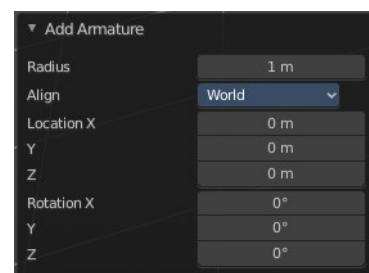 Add Armature
Radius 1 m
Align World
Location X 0 m
Y 0 m
Z 0 m
Rotation X 0°
Y 0°
Z 0°